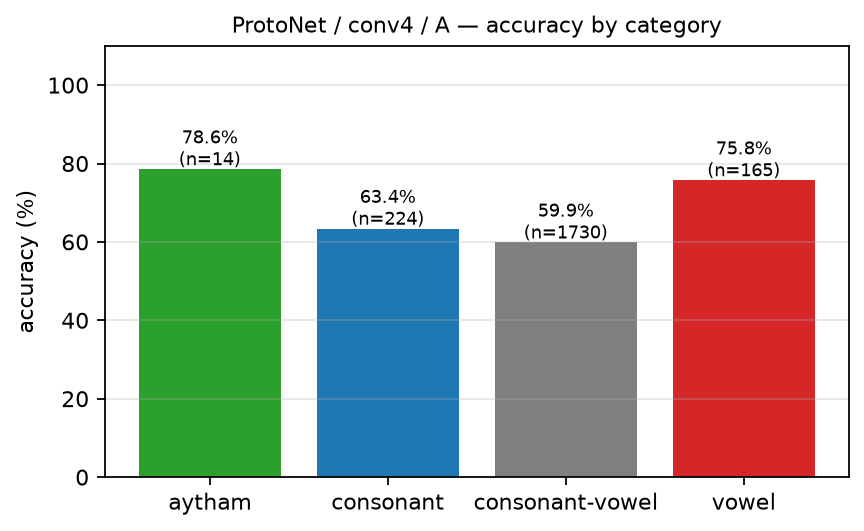 ProtoNet / conv4 / A — accuracy by category
accuracy (%)
100
80
60
40
20
0
78.6%
(n=14)
63.4%
(n=224)
59.9%
(n=1730)
75.8%
(n=165)
aytham
consonant
consonant-vowel
vowel